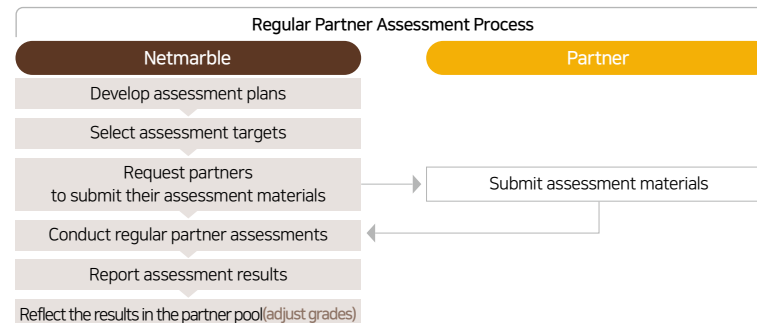 Regular Partner Assessment Process
Netmarble
Partner
Develop assessment plans
Select assessment targets
Request partners
to submit their assessment materials
Submit assessment materials
Conduct regular partner assessments
Report assessment results
Reflect the results in the partner pool(adjust grades)